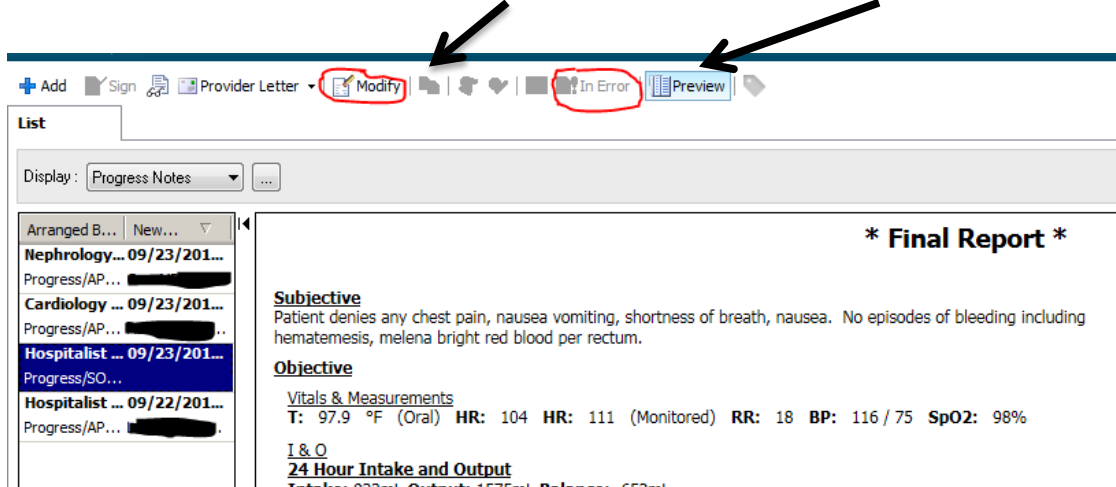 Add Sign Provider Letter Modify In Error Preview
List
Display : Progress Notes ...
Arranged B... New...
Nephrology... 09/23/201...
Progress/AP...
Cardiology ... 09/23/201...
Progress/AP... ..
Hospitalist ... 09/23/201...
Progress/SO...
Hospitalist ... 09/22/201...
Progress/AP... .
* Final Report *
Subjective
Patient denies any chest pain, nausea vomiting, shortness of breath, nausea. No episodes of bleeding including
hematemesis, melena bright red blood per rectum.
Objective
Vitals & Measurements
T: 97.9 °F (Oral) HR: 104 HR: 111 (Monitored) RR: 18 BP: 116 / 75 SpO2: 98%
I & O
24 Hour Intake and Output
Intake: Output: Balance: